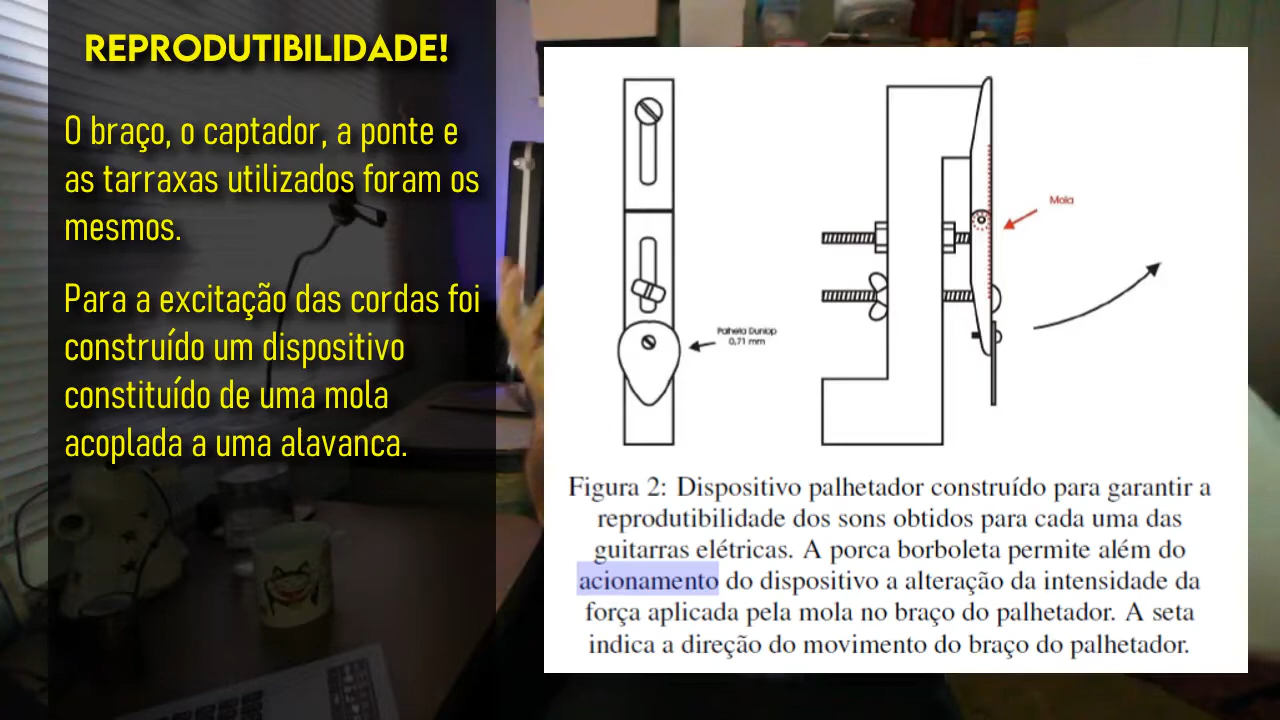 REPRODUTIBILIDADE!
O braço, o captador, a ponte e
as tarraxas utilizados foram os
mesmos.
Para a excitação das cordas foi
construído um dispositivo
constituído de uma mola
acoplada a uma alavanca.
Mola
Palheta Dunlop
0,71 mm
Figura 2: Dispositivo palhetador construído para garantir a
reprodutibilidade dos sons obtidos para cada uma das
guitarras elétricas. A porca borboleta permite além do
acionamento do dispositivo a alteração da intensidade da
força aplicada pela mola no braço do palhetador. A seta
indica a direção do movimento do braço do palhetador.